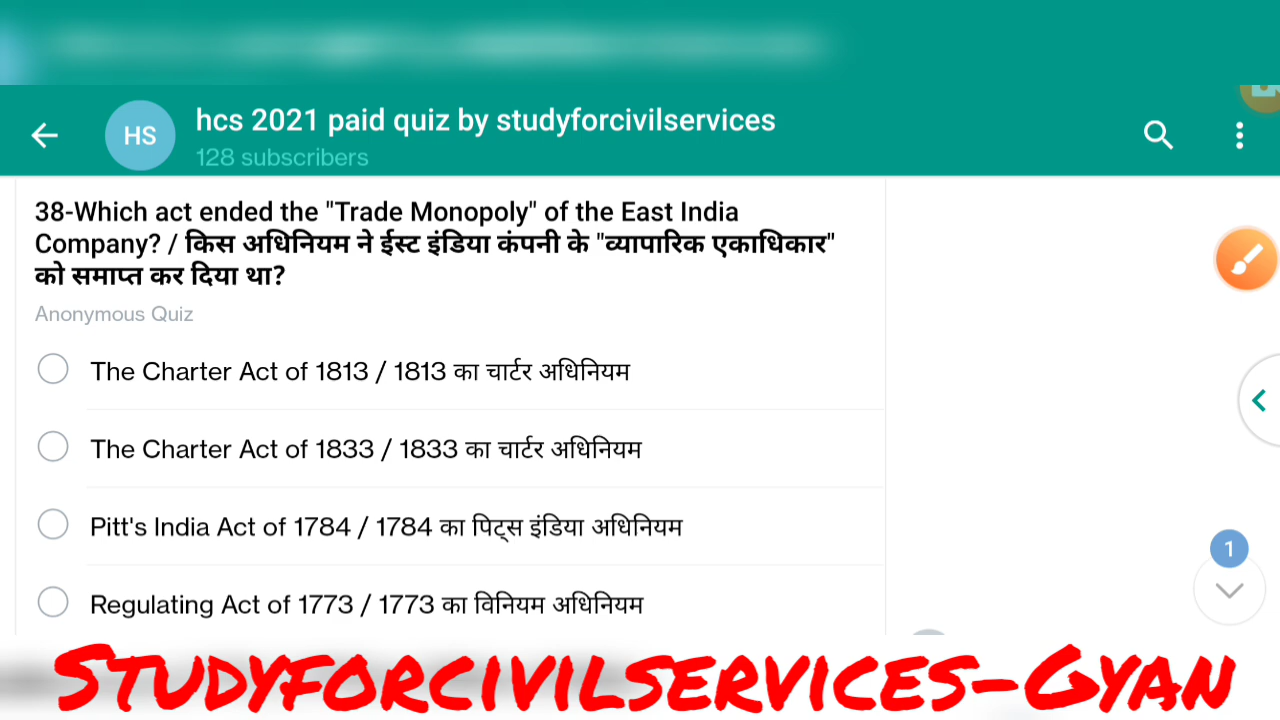 HS
hcs 2021 paid quiz by studyforcivilservices
128 subscribers
38-Which act ended the "Trade Monopoly" of the East India
Company? / किस अधिनियम ने ईस्ट इंडिया कंपनी के "व्यापारिक एकाधिकार"
को समाप्त कर दिया था?
Anonymous Quiz
The Charter Act of 1813 / 1813 का चार्टर अधिनियम
The Charter Act of 1833 / 1833 का चार्टर अधिनियम
Pitt's India Act of 1784 / 1784 का पिट्स इंडिया अधिनियम
Regulating Act of 1773 / 1773 का विनियम अधिनियम
1
STUDYFORCIVILSERVICES-GYAN